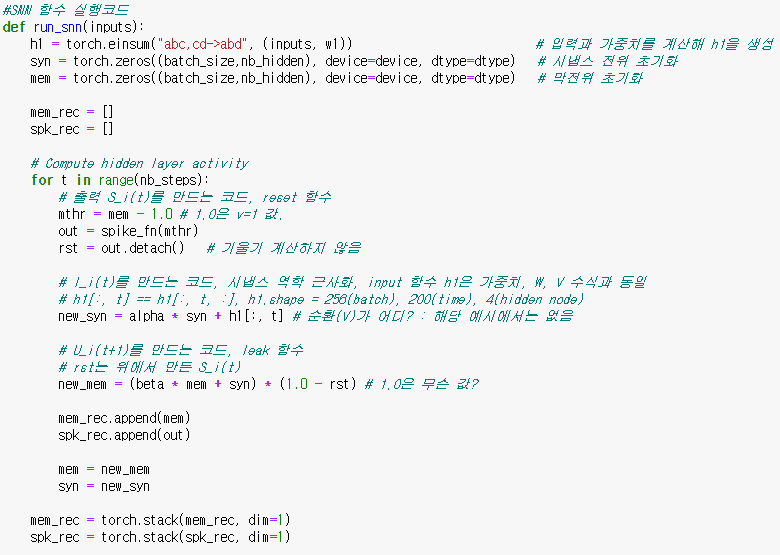 #SNN 함수 실행코드
def run_snn(inputs):
    h1 = torch.einsum("abc,cd->abd", (inputs, w1)) # 입력과 가중치를 계산해 h1을 생성
    syn = torch.zeros((batch_size,nb_hidden), device=device, dtype=dtype) # 시냅스 전위 초기화
    mem = torch.zeros((batch_size,nb_hidden), device=device, dtype=dtype) # 막전위 초기화
    mem_rec = []
    spk_rec = []
    # Compute hidden layer activity
    for t in range(nb_steps):
        # 출력 S_i(t)를 만드는 코드, reset 함수
        mthr = mem - 1.0 # 1.0은 v=1 값.
        out = spike_fn(mthr)
        rst = out.detach() # 기울기 계산하지 않음
        # I_i(t)를 만드는 코드, 시냅스 역학 근사화, input 함수 h1은 가중치, W, V 수식과 동일
        # h1[:, t] == h1[:, t, :], h1.shape = 256(batch), 200(time), 4(hidden node)
        new_syn = alpha * syn + h1[:, t] # 순환(V)가 어디? : 해당 예시에서는 없음
        # U_i(t+1)를 만드는 코드, leak 함수
        # rst는 위에서 만든 S_i(t)
        new_mem = (beta * mem + syn) * (1.0 - rst) # 1.0은 무슨 값?
        mem_rec.append(mem)
        spk_rec.append(out)
        mem = new_mem
        syn = new_syn
    mem_rec = torch.stack(mem_rec, dim=1)
    spk_rec = torch.stack(spk_rec, dim=1)